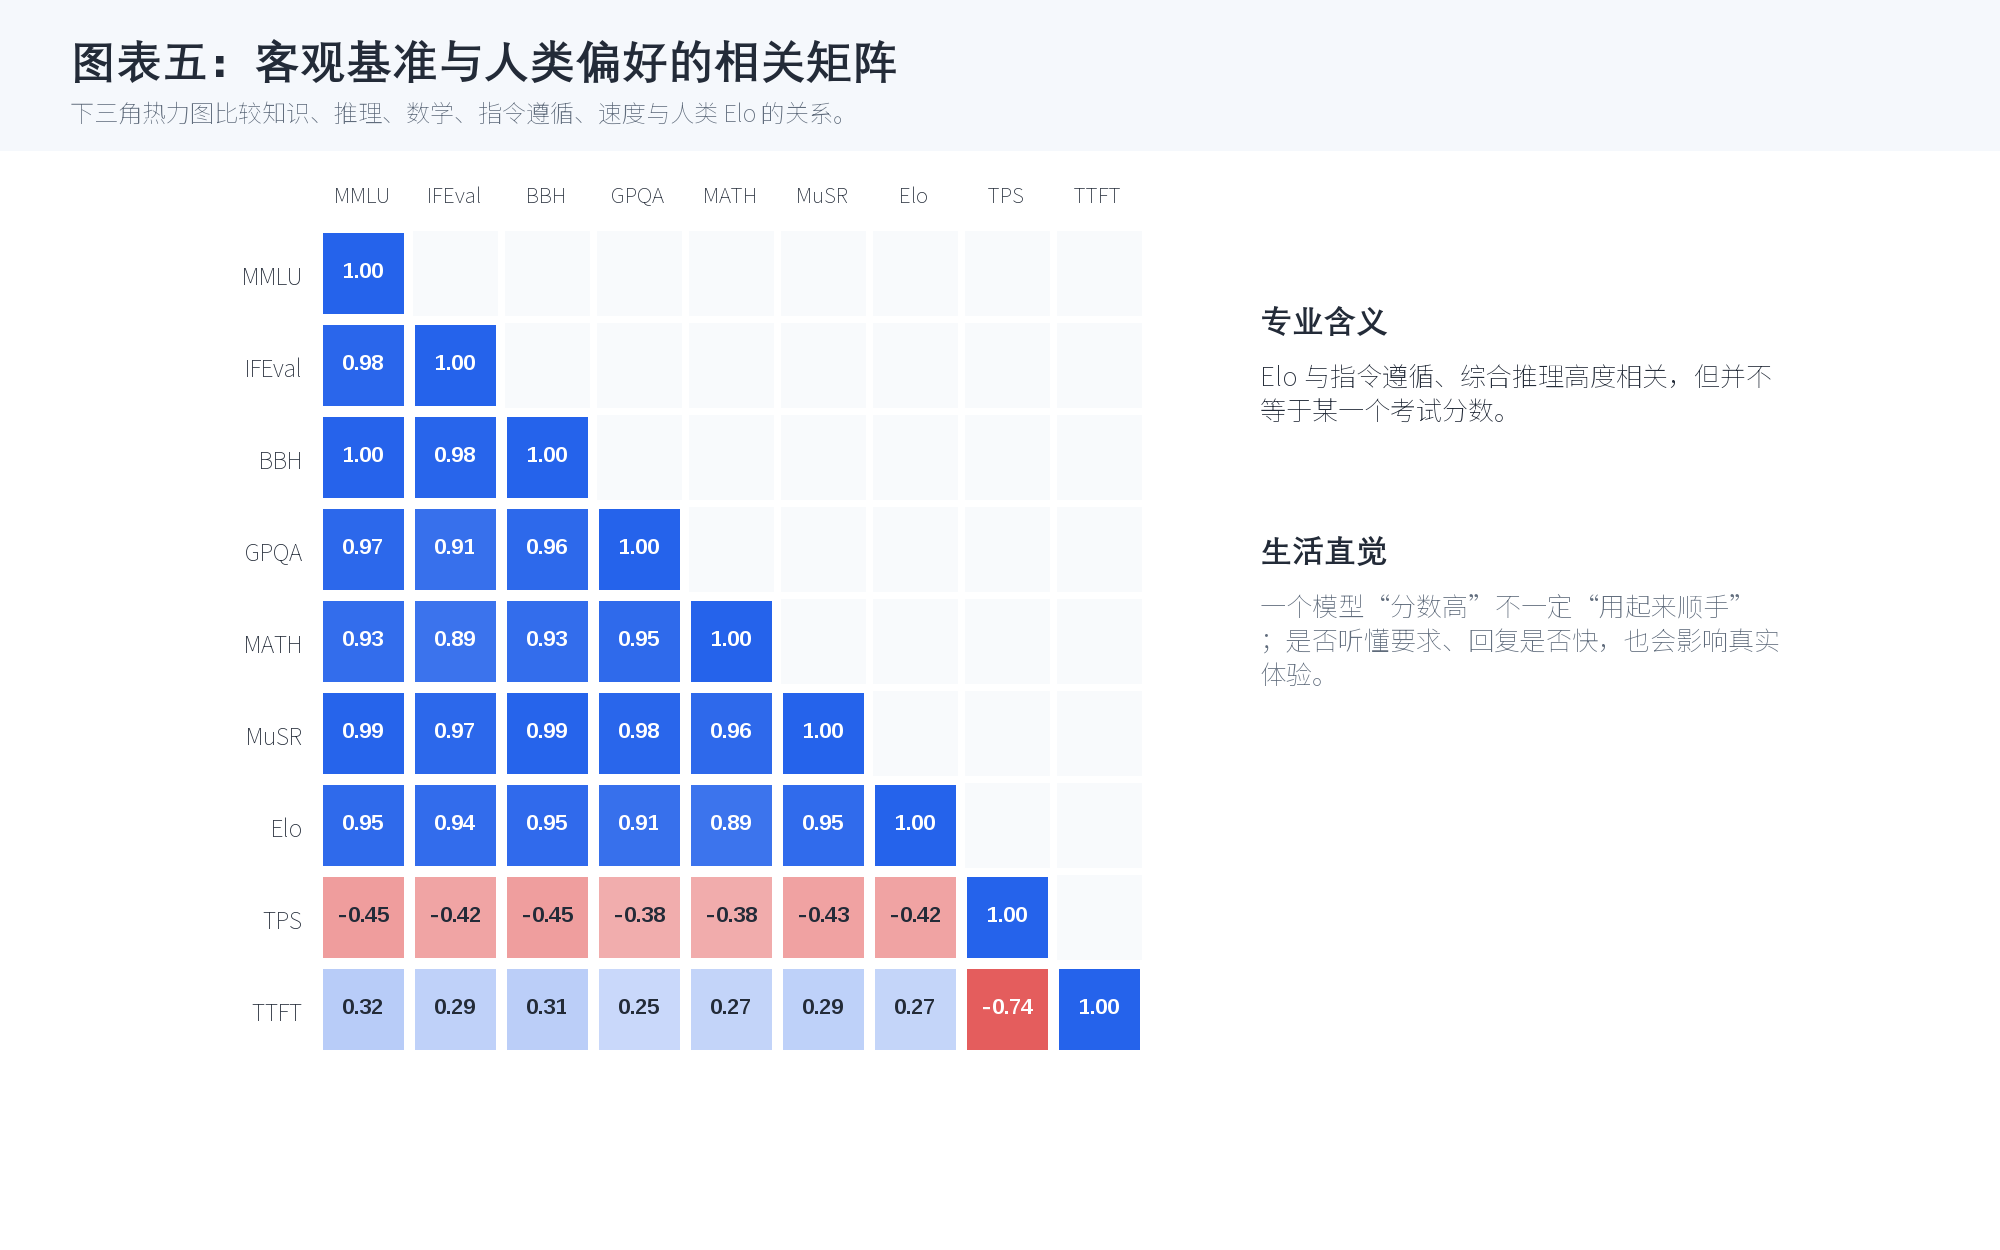 图表五：客观基准与人类偏好的相关矩阵
下三角热力图比较知识、推理、数学、指令遵循、速度与人类 Elo 的关系。
MMLU IFEval BBH GPQA MATH MuSR Elo TPS TTFT
MMLU 1.00
IFEval 0.98 1.00
BBH 1.00 0.98 1.00
GPQA 0.97 0.91 0.96 1.00
MATH 0.93 0.89 0.93 0.95 1.00
MuSR 0.99 0.97 0.99 0.98 0.96 1.00
Elo 0.95 0.94 0.95 0.91 0.89 0.95 1.00
TPS -0.45 -0.42 -0.45 -0.38 -0.38 -0.43 -0.42 1.00
TTFT 0.32 0.29 0.31 0.25 0.27 0.29 0.27 -0.74 1.00
专业含义
Elo 与指令遵循、综合推理高度相关，但并不
等于某一个考试分数。
生活直觉
一个模型“分数高”不一定“用起来顺手”
；是否听懂要求、回复是否快，也会影响真实
体验。